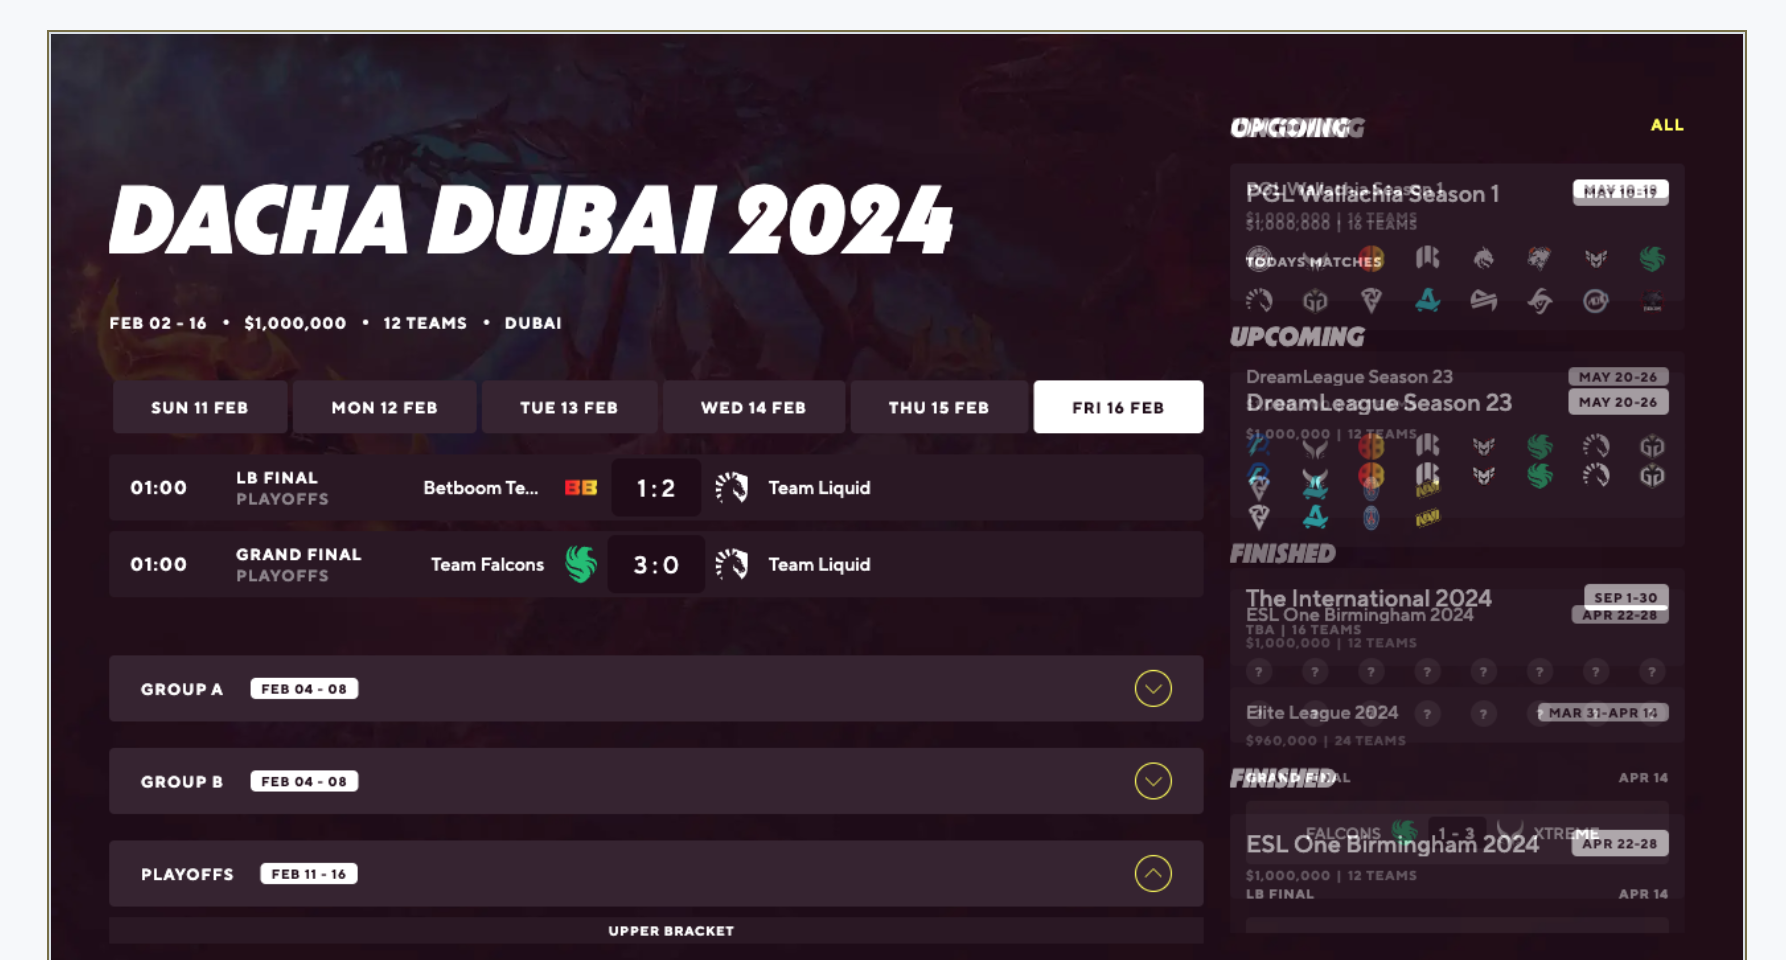 DACHA DUBAI 2024
FEB 02 - 16 • $1,000,000 • 12 TEAMS • DUBAI
SUN 11 FEB
MON 12 FEB
TUE 13 FEB
WED 14 FEB
THU 15 FEB
FRI 16 FEB
01:00 LB FINAL Betboom Te... BB 1 : 2 Team Liquid
PLAYOFFS
01:00 GRAND FINAL Team Falcons 3 : 0 Team Liquid
PLAYOFFS
GROUP A FEB 04 - 08
GROUP B FEB 04 - 08
PLAYOFFS FEB 11 - 16
UPPER BRACKET
ALL
PGL Wallachia Season 1
$1,000,000 | 16 TEAMS
TODAYS MATCHES
UPCOMING
DreamLeague Season 23 MAY 20-26
DreamLeague Season 23 MAY 20-26
$1,000,000 | 12 TEAMS
FINISHED
The International 2024 SEP 1-30
ESL One Birmingham 2024 APR 22-28
TBA | 16 TEAMS
$1,000,000 | 12 TEAMS
? ? ? ? ? ? ? ?
Elite League 2024 MAR 31-APR 14
$960,000 | 24 TEAMS
FINISHED
GRAND FINAL APR 14
FALCONS 1 - 3 XTREME
ESL One Birmingham 2024 APR 22-28
$1,000,000 | 12 TEAMS
LB FINAL APR 14